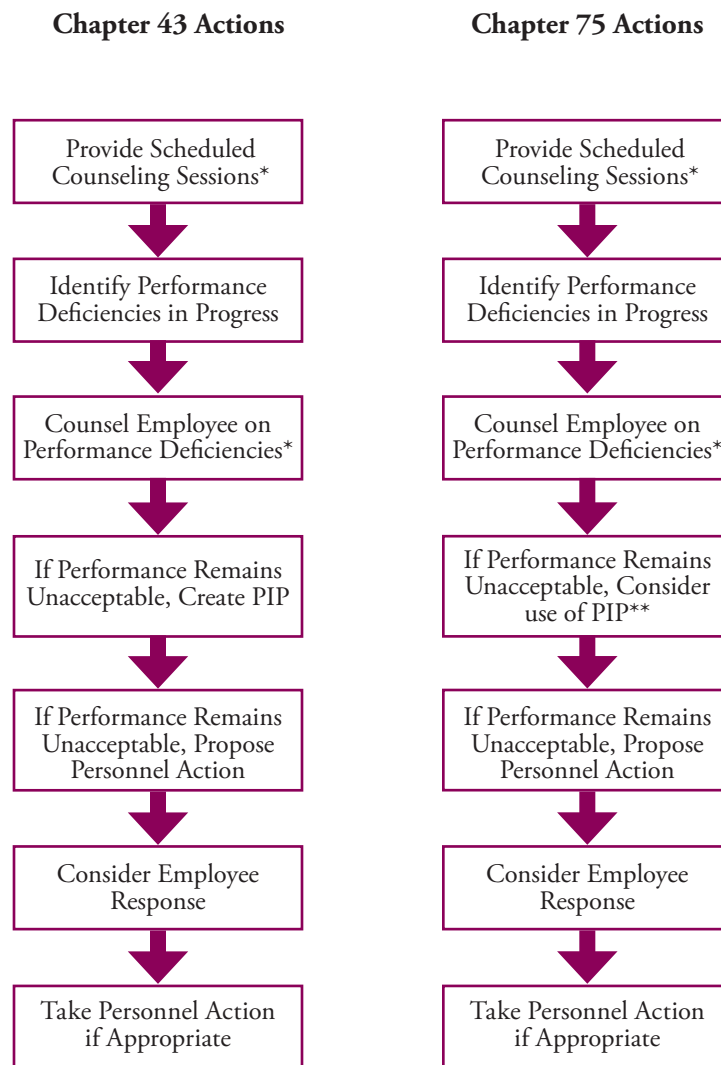 Chapter 43 Actions
Provide Scheduled
Counseling Sessions*
Identify Performance
Deficiencies in Progress
Counsel Employee on
Performance Deficiencies*
If Performance Remains
Unacceptable, Create PIP
If Performance Remains
Unacceptable, Propose
Personnel Action
Consider Employee
Response
Take Personnel Action
if Appropriate
Chapter 75 Actions
Provide Scheduled
Counseling Sessions*
Identify Performance
Deficiencies in Progress
Counsel Employee on
Performance Deficiencies*
If Performance Remains
Unacceptable, Consider
use of PIP**
If Performance Remains
Unacceptable, Propose
Personnel Action
Consider Employee
Response
Take Personnel Action
if Appropriate